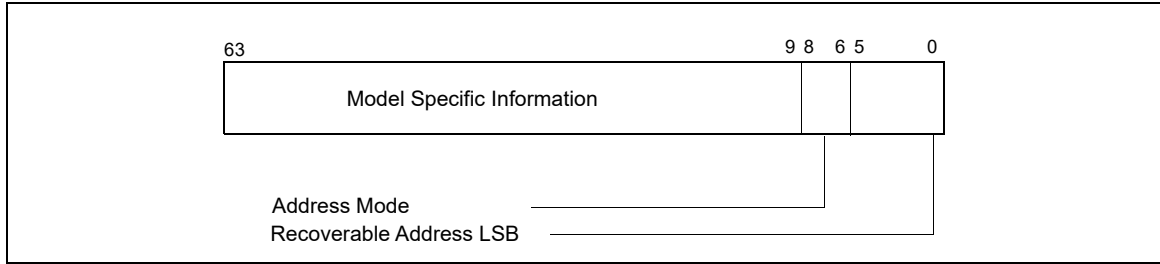 63 9 8 6 5 0
Model Specific Information
Address Mode
Recoverable Address LSB